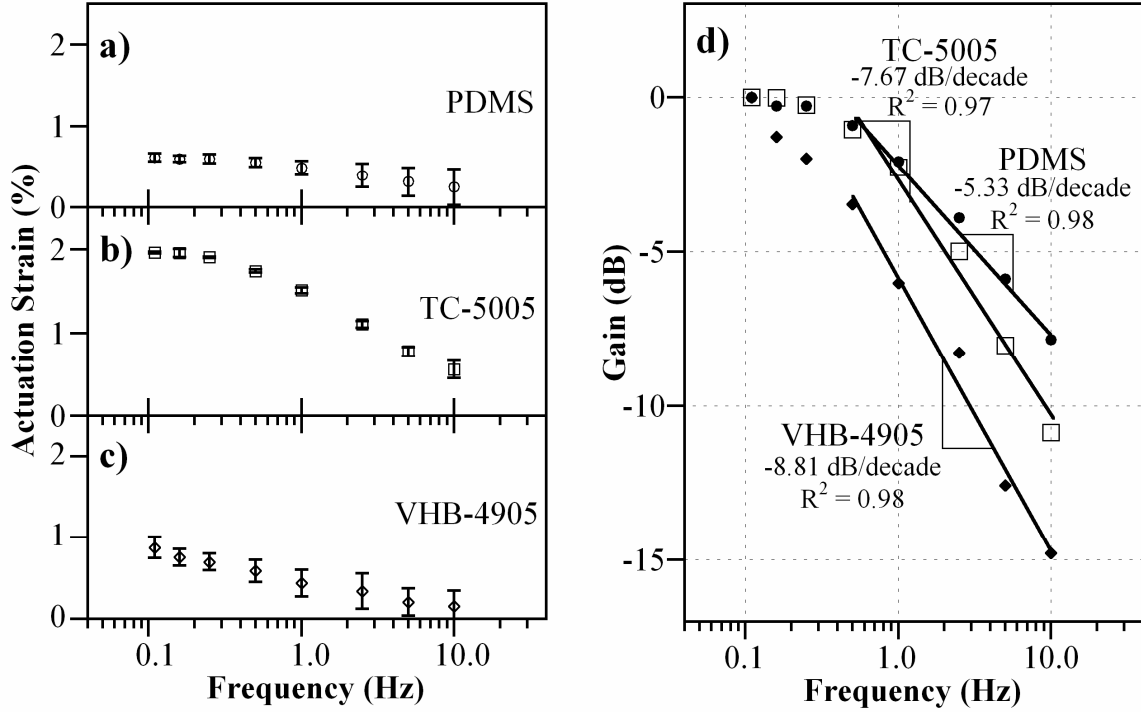 a)
PDMS
2
1
0
b)
TC-5005
2
1
0
c)
VHB-4905
2
1
0
Actuation Strain (%)
0.1
1.0
10.0
Frequency (Hz)
d)
TC-5005
-7.67 dB/decade
R² = 0.97
PDMS
-5.33 dB/decade
R² = 0.98
VHB-4905
-8.81 dB/decade
R² = 0.98
0
-5
-10
-15
Gain (dB)
0.1
1.0
10.0
Frequency (Hz)